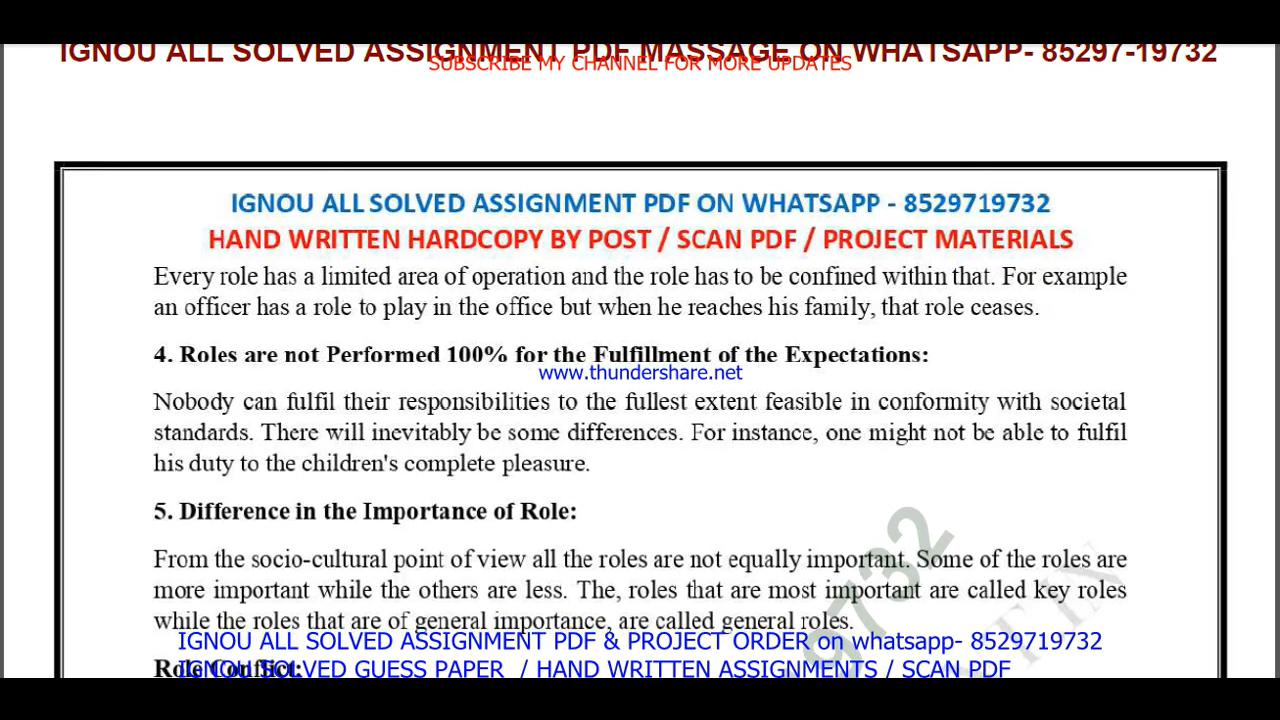 IGNOU ALL SOLVED ASSIGNMENT PDF MASSAGE ON WHATSAPP- 85297-19732
SUBSCRIBE MY CHANNEL FOR MORE UPDATES
IGNOU ALL SOLVED ASSIGNMENT PDF ON WHATSAPP - 8529719732
HAND WRITTEN HARDCOPY BY POST / SCAN PDF / PROJECT MATERIALS
Every role has a limited area of operation and the role has to be confined within that. For example
an officer has a role to play in the office but when he reaches his family, that role ceases.
4. Roles are not Performed 100% for the Fulfillment of the Expectations:
www.thundershare.net
Nobody can fulfil their responsibilities to the fullest extent feasible in conformity with societal
standards. There will inevitably be some differences. For instance, one might not be able to fulfil
his duty to the children's complete pleasure.
5. Difference in the Importance of Role:
From the socio-cultural point of view all the roles are not equally important. Some of the roles are
more important while the others are less. The, roles that are most important are called key roles
while the roles that are of general importance, are called general roles.
9732
IGNOU ALL SOLVED ASSIGNMENT PDF & PROJECT ORDER on whatsapp- 8529719732
Role Conflict:
IGNOU SOLVED GUESS PAPER / HAND WRITTEN ASSIGNMENTS / SCAN PDF